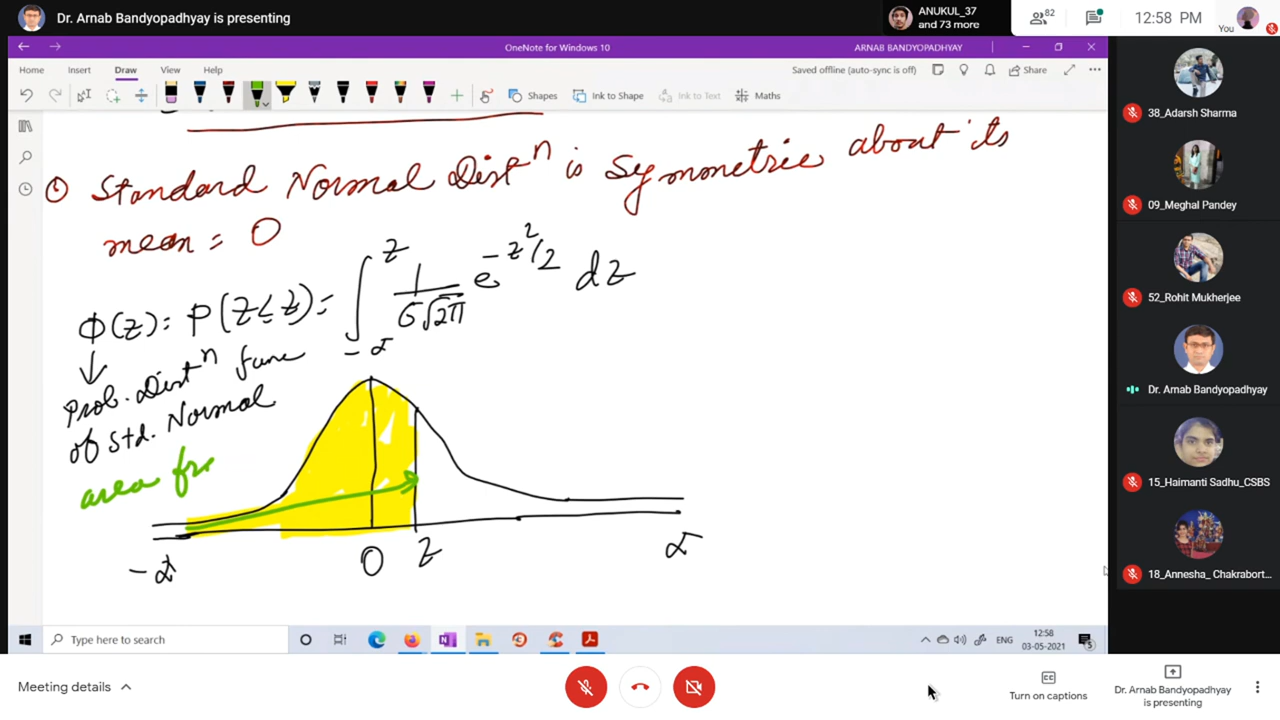 Dr. Arnab Bandyopadhyay is presenting
ANUKUL_37
and 73 more
82
12:58 PM
You
OneNote for Windows 10
ARNAB BANDYOPADHYAY
Home Insert Draw View Help
Saved offline (auto-sync is off)
Share
Shapes
Ink to Shape
Ink to Text
Maths
① Standard Normal Distⁿ is Symmetric about its
mean = 0
Φ(z) = P(Z ≤ z) = ∫_{-∞}^{z} 1/(σ√2π) e^{-z²/2} dz
↓
Prob. Distⁿ func
of Std. Normal
area fr
-∞ 0 z ∞
38_Adarsh Sharma
09_Meghal Pandey
52_Rohit Mukherjee
Dr. Arnab Bandyopadhyay
15_Haimanti Sadhu_CSBS
18_Annesha_ Chakrabort...
Type here to search
ENG
12:58
03-05-2021
5
Meeting details
Turn on captions
Dr. Arnab Bandyopadhyay
is presenting